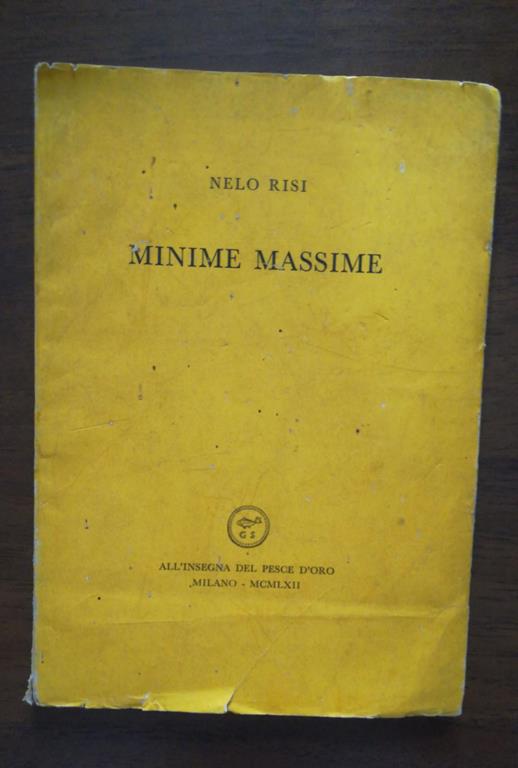 NELO RISI
MINIME MASSIME
G S
ALL'INSEGNA DEL PESCE D'ORO
MILANO - MCMLXII